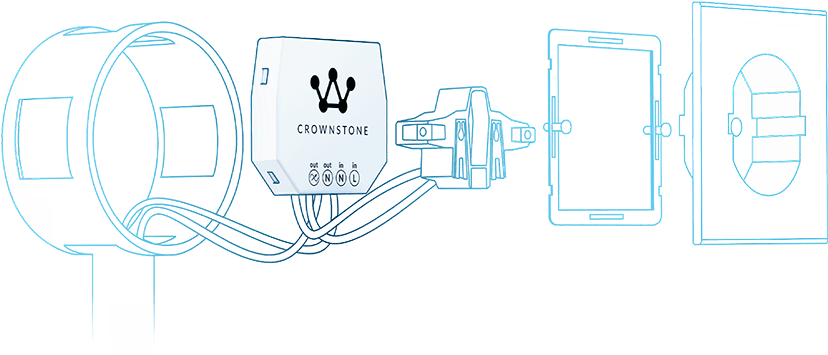 CROWNSTONE
out out in in
N N L